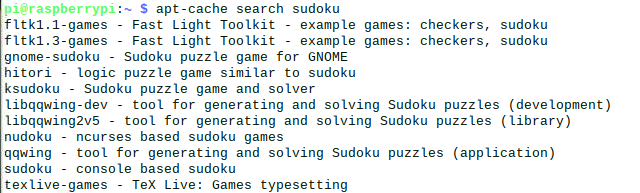 pi@raspberrypi:~ $ apt-cache search sudoku
fltk1.1-games - Fast Light Toolkit - example games: checkers, sudoku
fltk1.3-games - Fast Light Toolkit - example games: checkers, sudoku
gnome-sudoku - Sudoku puzzle game for GNOME
hitori - logic puzzle game similar to sudoku
ksudoku - Sudoku puzzle game and solver
libqqwing-dev - tool for generating and solving Sudoku puzzles (development)
libqqwing2v5 - tool for generating and solving Sudoku puzzles (library)
nudoku - ncurses based sudoku games
qqwing - tool for generating and solving Sudoku puzzles (application)
sudoku - console based sudoku
texlive-games - TeX Live: Games typesetting